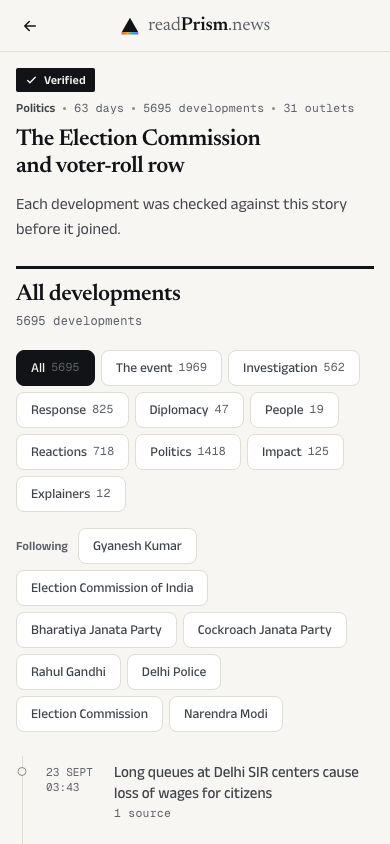 readPrism.news
Verified
Politics • 63 days • 5695 developments • 31 outlets
The Election Commission
and voter-roll row
Each development was checked against this story
before it joined.
All developments
5695 developments
All 5695 The event 1969 Investigation 562
Response 825 Diplomacy 47 People 19
Reactions 718 Politics 1418 Impact 125
Explainers 12
Following Gyanesh Kumar
Election Commission of India
Bharatiya Janata Party Cockroach Janata Party
Rahul Gandhi Delhi Police
Election Commission Narendra Modi
23 SEPT Long queues at Delhi SIR centers cause
03:43 loss of wages for citizens
1 source